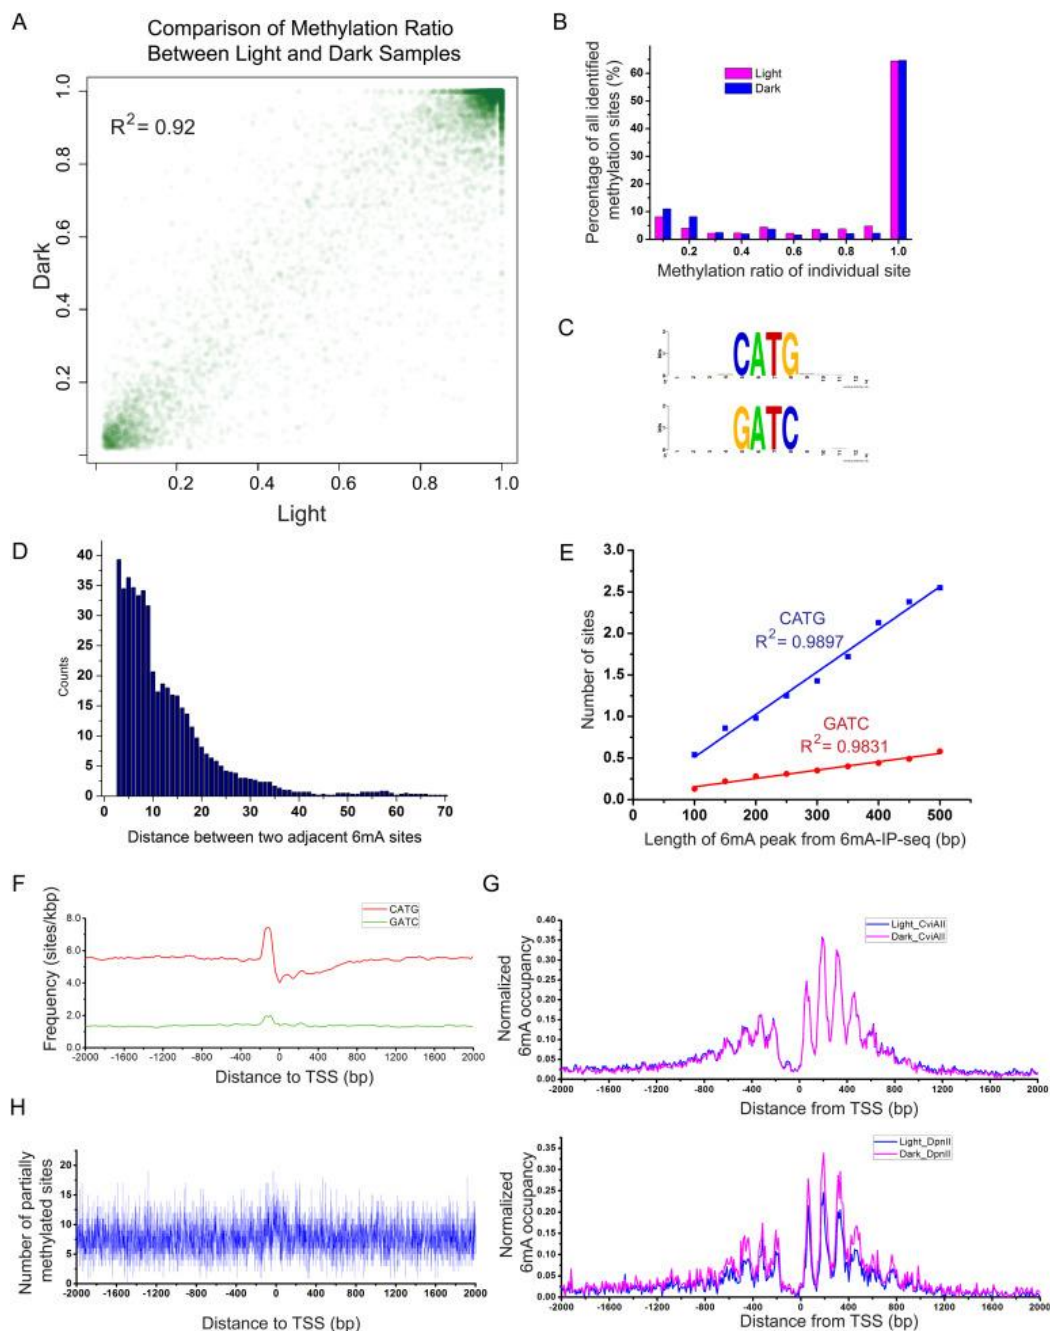 A
Comparison of Methylation Ratio
Between Light and Dark Samples
R2= 0.92
Dark
1.0
0.8
0.6
0.4
0.2
0.2 0.4 0.6 0.8 1.0
Light
B
Percentage of all identified
methylation sites (%)
60
50
40
30
20
10
0
Light
Dark
0.2 0.4 0.6 0.8 1.0
Methylation ratio of individual site
C
CATG
GATC
D
Counts
40
35
30
25
20
15
10
5
0
0 10 20 30 40 50 60 70
Distance between two adjacent 6mA sites
E
Number of sites
3.0
2.5
2.0
1.5
1.0
0.5
0.0
CATG
R2= 0.9897
GATC
R2= 0.9831
100 150 200 250 300 350 400 450 500
Length of 6mA peak from 6mA-IP-seq (bp)
F
Frequency (sites/kbp)
8.0
6.0
4.0
2.0
0.0
CATG
GATC
-2000 -1600 -1200 -800 -400 0 400 800 1200 1600 2000
Distance to TSS (bp)
G
Normalized
6mA occupancy
0.40
0.35
0.30
0.25
0.20
0.15
0.10
0.05
0.00
Light_CviAII
Dark_CviAII
-2000 -1600 -1200 -800 -400 0 400 800 1200 1600 2000
Distance from TSS (bp)
H
Number of partially
methylated sites
20
15
10
5
0
-2000 -1600 -1200 -800 -400 0 400 800 1200 1600 2000
Distance to TSS (bp)
Normalized
6mA occupancy
0.35
0.30
0.25
0.20
0.15
0.10
0.05
0.00
Light_DpnII
Dark_DpnII
-2000 -1600 -1200 -800 -400 0 400 800 1200 1600 2000
Distance from TSS (bp)